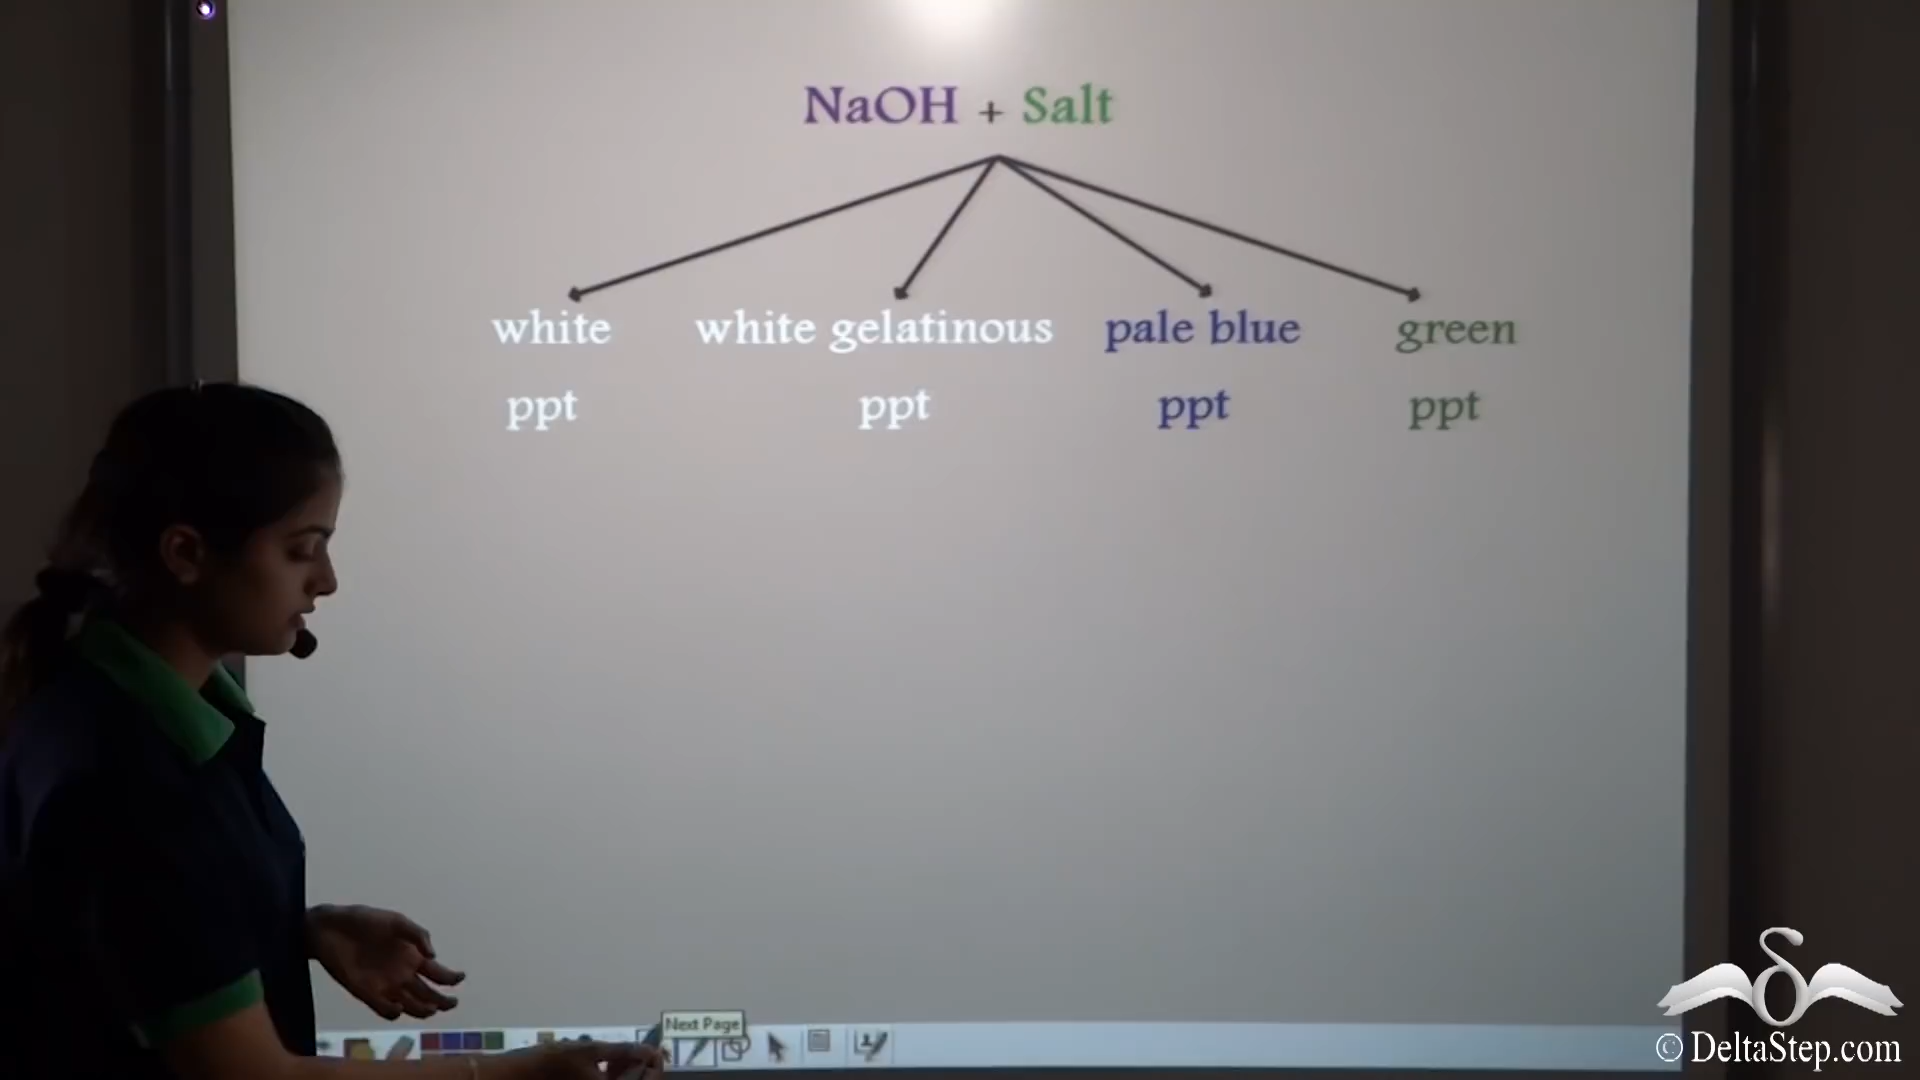 NaOH + Salt
white white gelatinous pale blue green
ppt ppt ppt ppt
Next Page
© DeltaStep.com